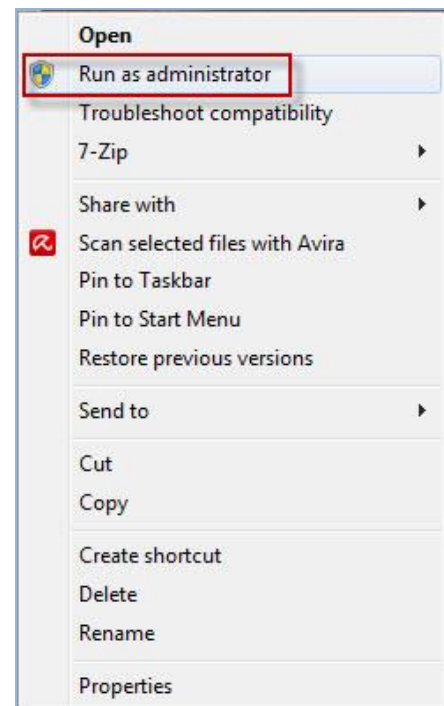 Open
Run as administrator
Troubleshoot compatibility
7-Zip
Share with
Scan selected files with Avira
Pin to Taskbar
Pin to Start Menu
Restore previous versions
Send to
Cut
Copy
Create shortcut
Delete
Rename
Properties